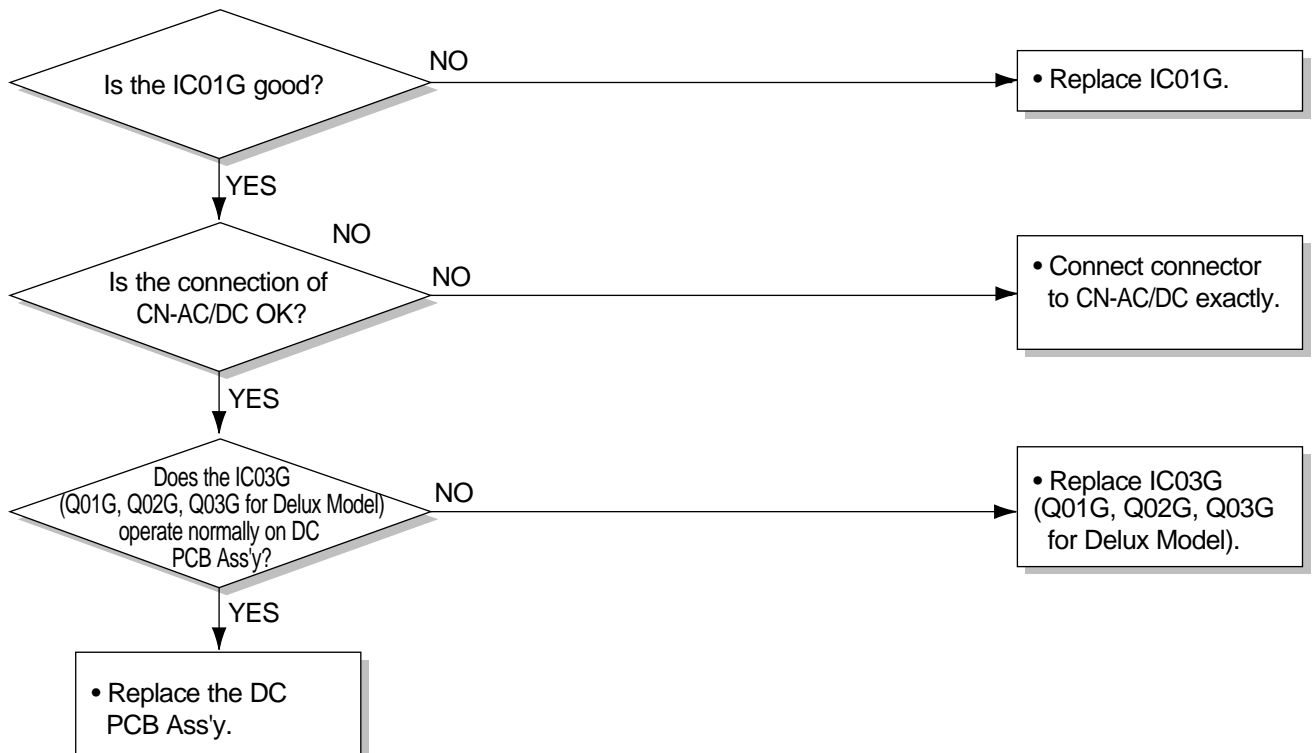 Is the IC01G good?
NO
• Replace IC01G.
YES
NO
Is the connection of
CN-AC/DC OK?
NO
• Connect connector
to CN-AC/DC exactly.
YES
Does the IC03G
(Q01G, Q02G, Q03G for Delux Model)
operate normally on DC
PCB Ass'y?
NO
• Replace IC03G
(Q01G, Q02G, Q03G
for Delux Model).
YES
• Replace the DC
PCB Ass'y.